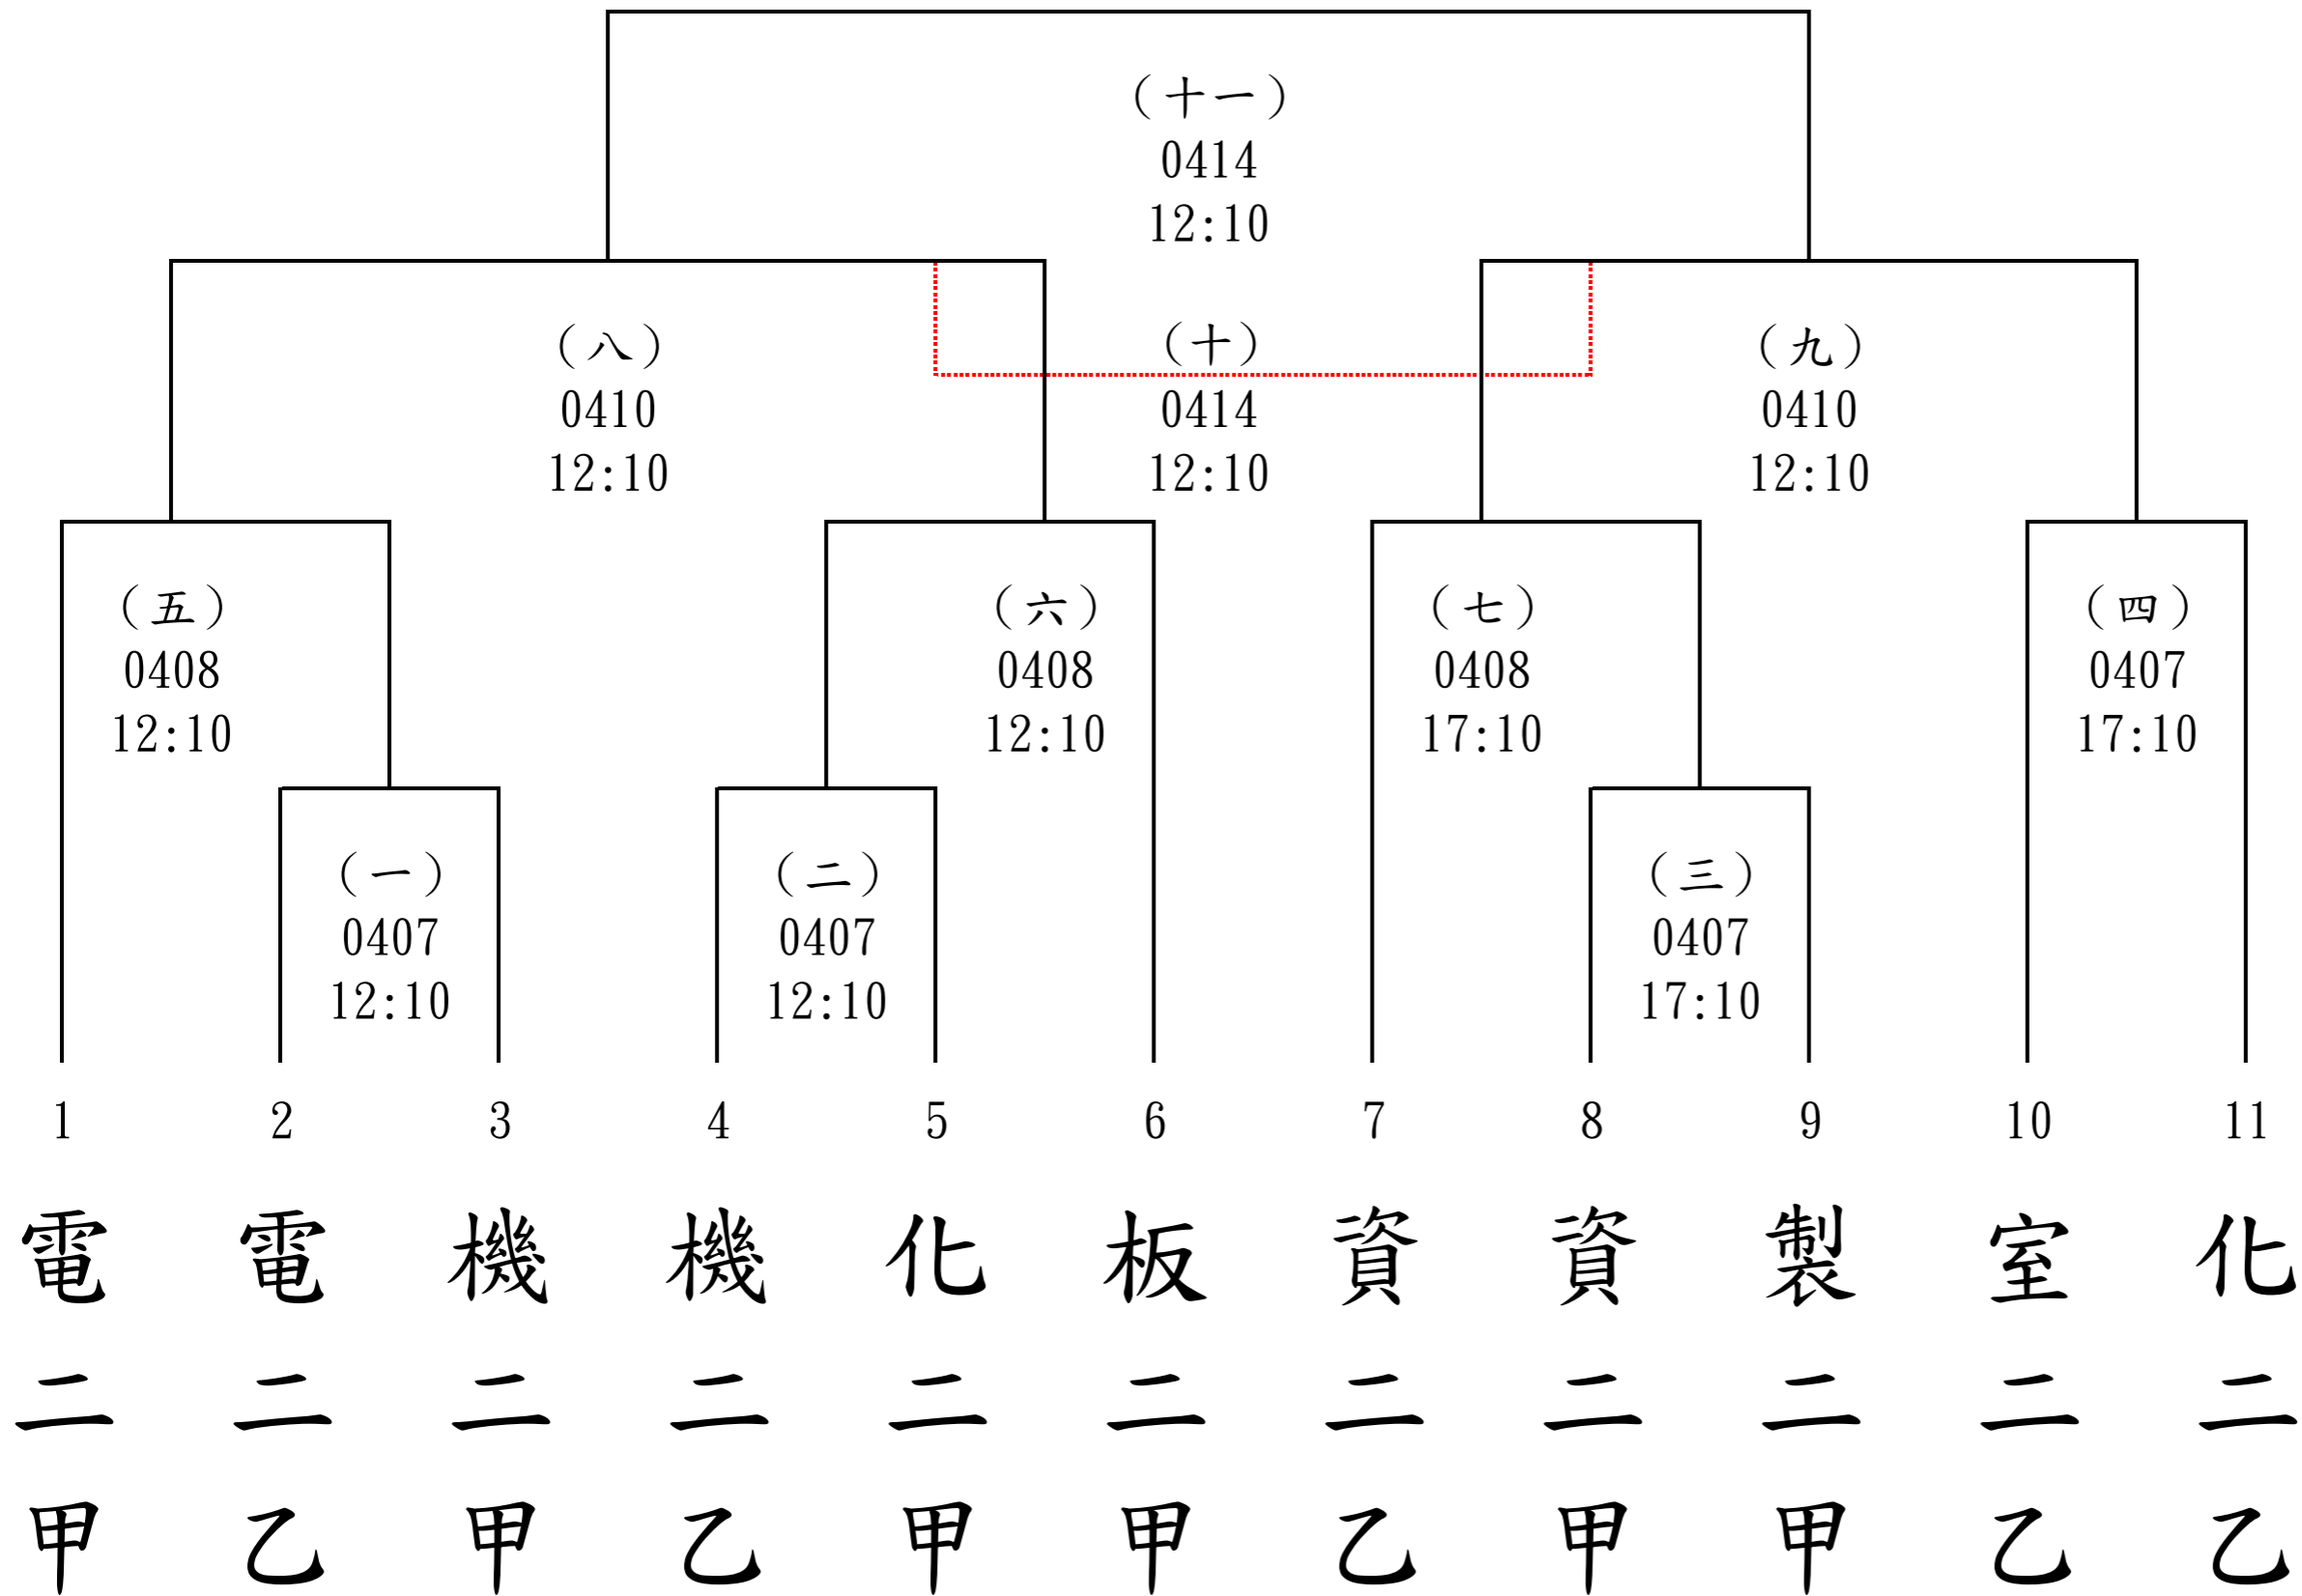 （十一）
0414
12:10
（八）
0410
12:10
（十）
0414
12:10
（九）
0410
12:10
（五）
0408
12:10
（六）
0408
12:10
（七）
0408
17:10
（四）
0407
17:10
（一）
0407
12:10
（二）
0407
12:10
（三）
0407
17:10
1
2
3
4
5
6
7
8
9
10
11
電二甲
電二乙
機二甲
機二乙
化二甲
板二甲
資二乙
資二甲
製二甲
室二乙
化二乙